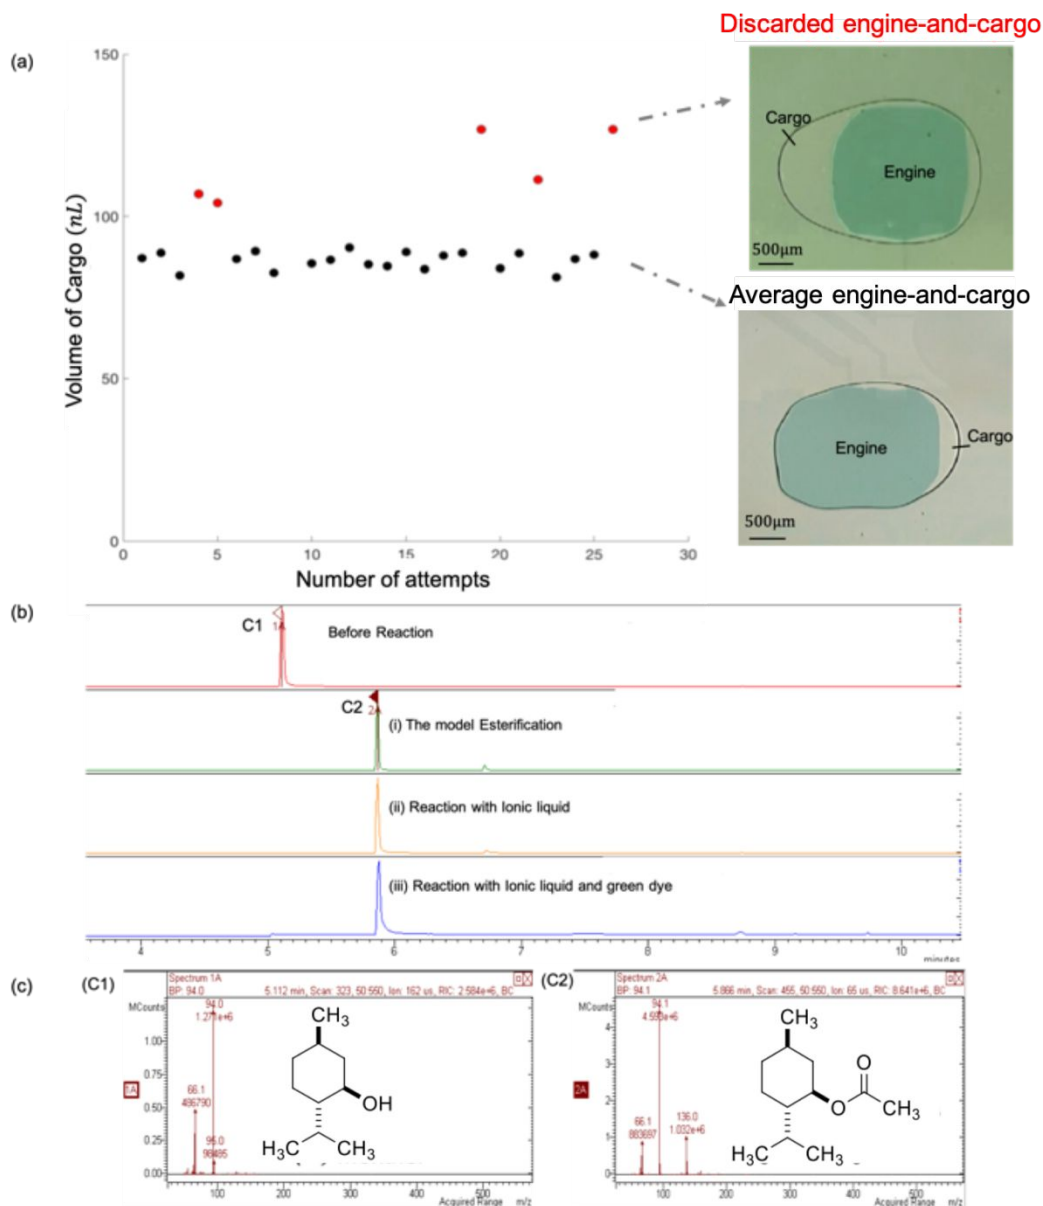 Discarded engine-and-cargo
(a)
150
100
50
0
0 5 10 15 20 25 30
Volume of Cargo (nL)
Number of attempts
Cargo
Engine
500μm
Average engine-and-cargo
Engine
Cargo
500μm
(b)
C1
1A
Before Reaction
C2
2A
(i) The model Esterification
(ii) Reaction with Ionic liquid
(iii) Reaction with Ionic liquid and green dye
4 5 6 7 8 9 10
minutes
(c)
(C1)
Spectrum 1A
BP: 94.0
5.112 min, Scan: 323, 50:550, Ion: 162 us, RIC: 2.584e+6, BC
MCounts
94.0
1.00
0.75
0.50
0.25
0.00
1A
66.1
486790
95.0
CH3
OH
H3C
CH3
100 200 300 400 500
Acquired Range m/z
(C2)
Spectrum 2A
BP: 94.1
5.866 min, Scan: 455, 50:550, Ion: 65 us, RIC: 8.641e+6, BC
MCounts
94.1
4
3
2
1
0
2A
66.1
883697
136.0
1.032e+6
CH3
O
O
CH3
H3C
CH3
100 200 300 400 500
Acquired Range m/z